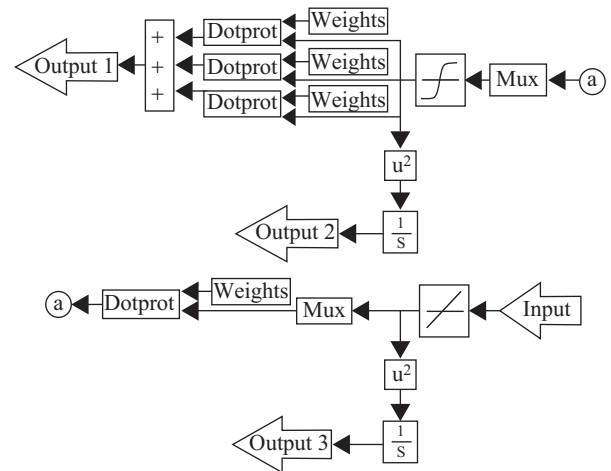 Weights
Dotprot
+
Output 1
+
Dotprot
Weights
Mux
a
+
Dotprot
Weights
u²
Output 2
1
S
Weights
a
Dotprot
Mux
Input
u²
Output 3
1
S